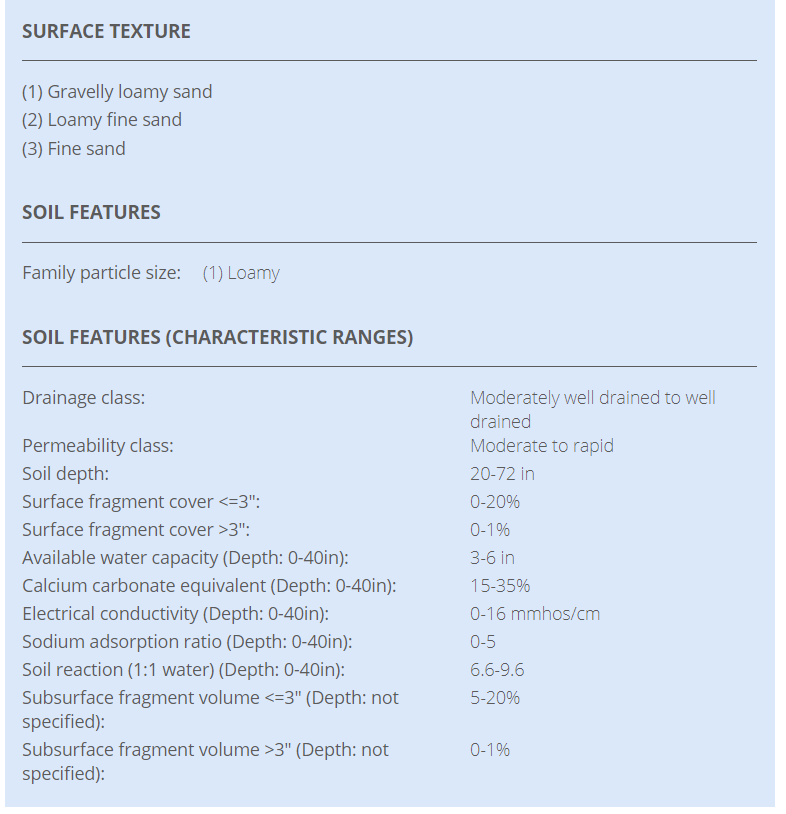 SURFACE TEXTURE
(1) Gravelly loamy sand
(2) Loamy fine sand
(3) Fine sand
SOIL FEATURES
Family particle size: (1) Loamy
SOIL FEATURES (CHARACTERISTIC RANGES)
Drainage class: Moderately well drained to well
drained
Permeability class: Moderate to rapid
Soil depth: 20-72 in
Surface fragment cover <=3": 0-20%
Surface fragment cover >3": 0-1%
Available water capacity (Depth: 0-40in): 3-6 in
Calcium carbonate equivalent (Depth: 0-40in): 15-35%
Electrical conductivity (Depth: 0-40in): 0-16 mmhos/cm
Sodium adsorption ratio (Depth: 0-40in): 0-5
Soil reaction (1:1 water) (Depth: 0-40in): 6.6-9.6
Subsurface fragment volume <=3" (Depth: not 5-20%
specified):
Subsurface fragment volume >3" (Depth: not 0-1%
specified):